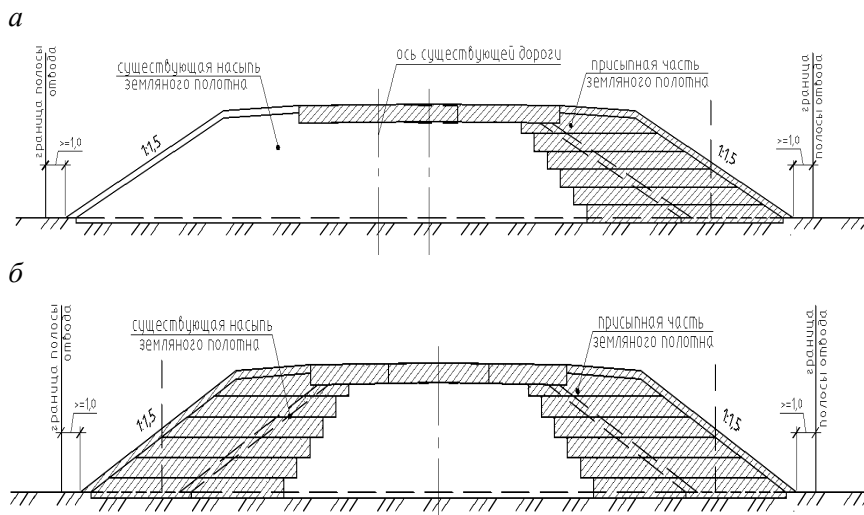 а
существующая насыпь
земляного полотна
ось существующей дороги
присыпная часть
земляного полотна
граница полосы
отвода
>=1,0
1:1,5
1:1,5
>=1,0
граница
полосы отвода
б
существующая насыпь
земляного полотна
присыпная часть
земляного полотна
граница полосы
отвода
>=1,0
1:1,5
1:1,5
>=1,0
граница
полосы отвода